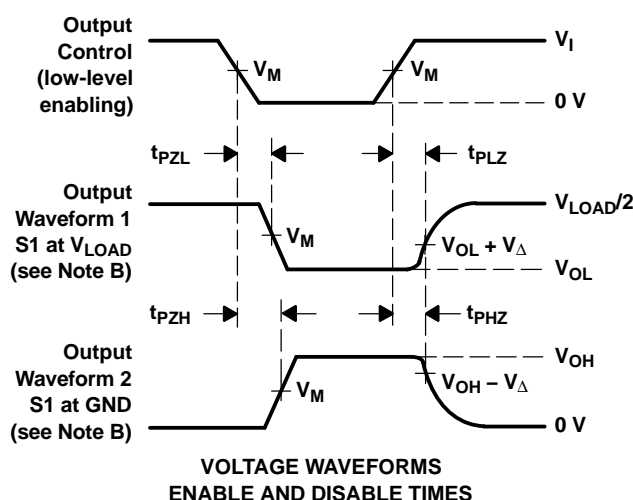 Output
Control
(low-level
enabling)
V_M
V_M
V_I
0 V
t_PZL
t_PLZ
Output
Waveform 1
S1 at V_LOAD
(see Note B)
V_M
V_LOAD/2
V_OL + V_Δ
V_OL
t_PZH
t_PHZ
Output
Waveform 2
S1 at GND
(see Note B)
V_M
V_OH
V_OH − V_Δ
0 V
VOLTAGE WAVEFORMS
ENABLE AND DISABLE TIMES